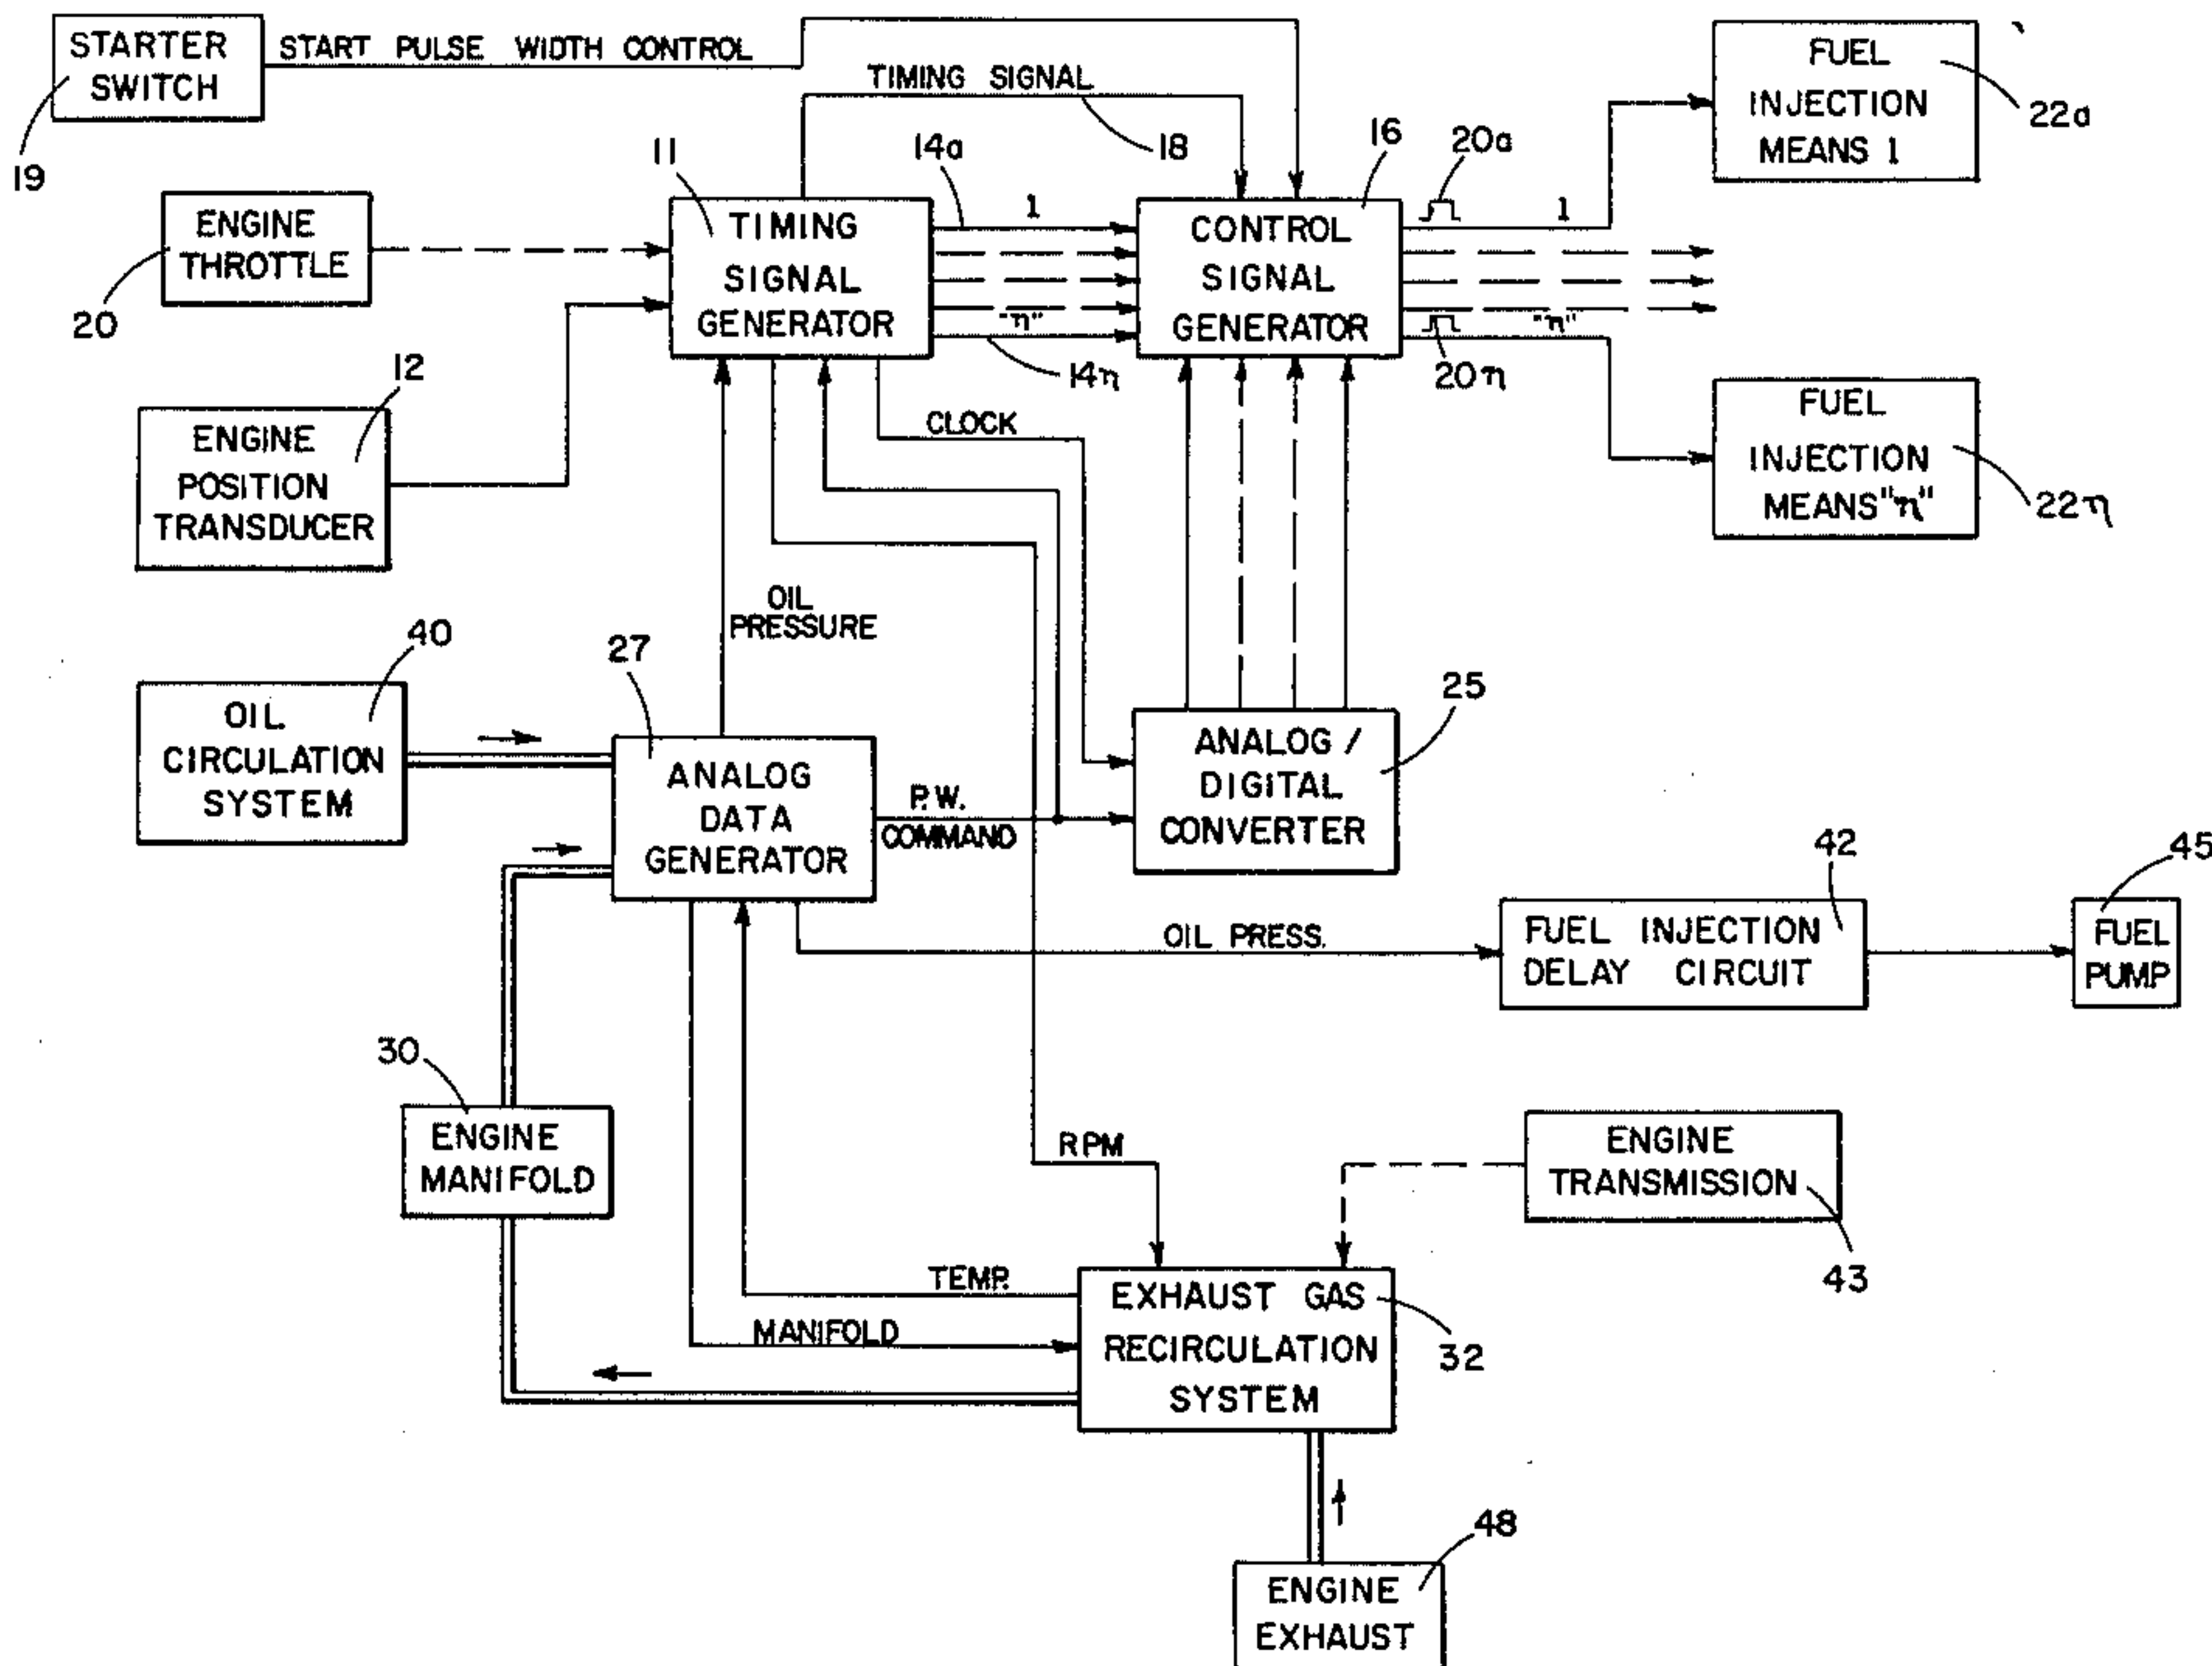 STARTER
SWITCH
19
START PULSE WIDTH CONTROL
TIMING SIGNAL
18
FUEL
INJECTION
MEANS 1
22a
ENGINE
THROTTLE
20
11
TIMING
SIGNAL
GENERATOR
14a
1
"η"
14η
16
CONTROL
SIGNAL
GENERATOR
20a
1
"η"
20η
ENGINE
POSITION
TRANSDUCER
12
CLOCK
FUEL
INJECTION
MEANS "η"
22η
OIL
PRESSURE
OIL
CIRCULATION
SYSTEM
40
27
ANALOG
DATA
GENERATOR
P.W.
COMMAND
ANALOG /
DIGITAL
CONVERTER
25
OIL PRESS.
FUEL INJECTION
DELAY CIRCUIT
42
45
FUEL
PUMP
30
ENGINE
MANIFOLD
RPM
ENGINE
TRANSMISSION
43
TEMP.
MANIFOLD
EXHAUST GAS
RECIRCULATION
SYSTEM
32
48
ENGINE
EXHAUST